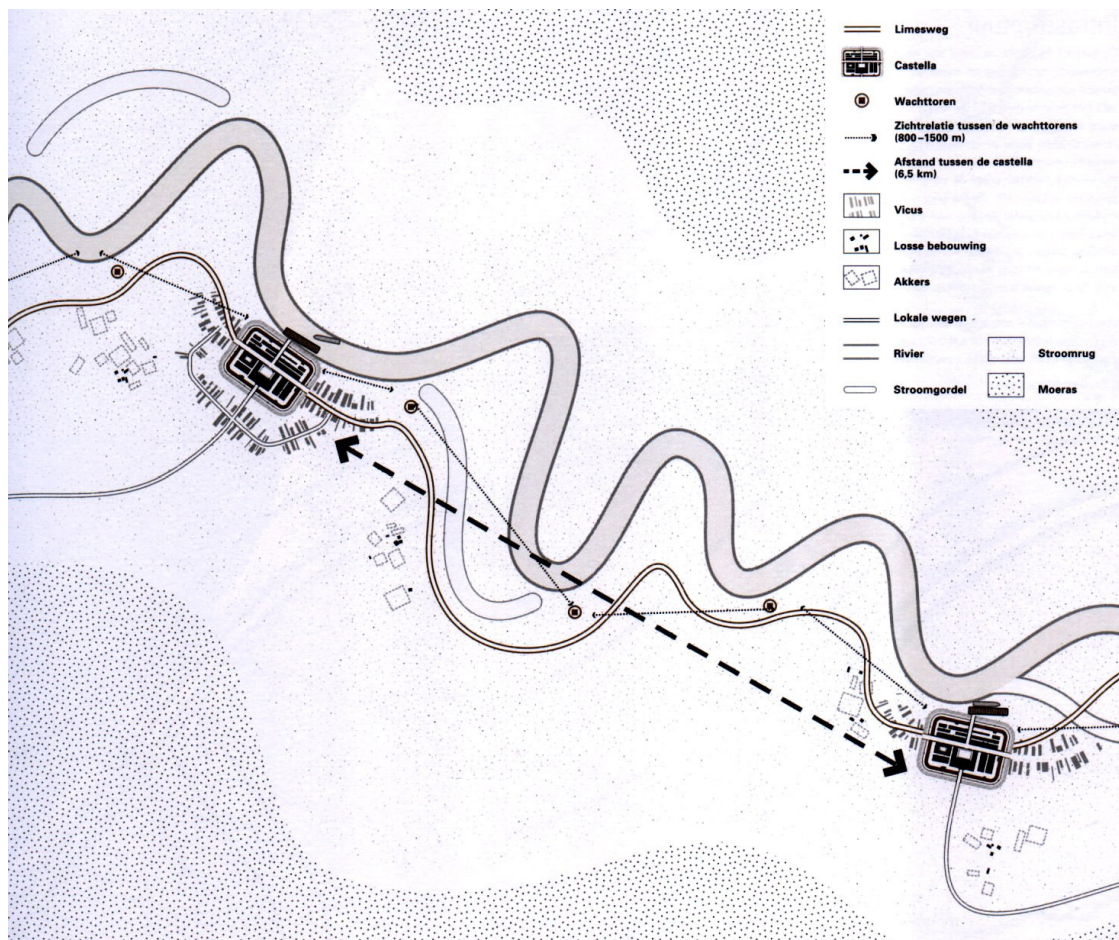 Limesweg
Castella
Wachttoren
Zichtrelatie tussen de wachttorens
(800–1500 m)
Afstand tussen de castella
(6,5 km)
Vicus
Losse bebouwing
Akkers
Lokale wegen
Rivier
Stroomrug
Stroomgordel
Moeras